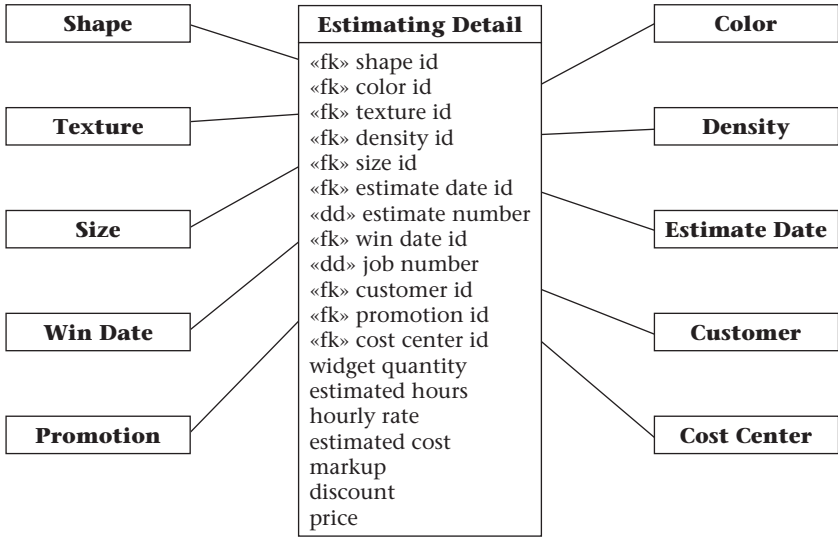 Shape
Texture
Size
Win Date
Promotion
Estimating Detail
«fk» shape id
«fk» color id
«fk» texture id
«fk» density id
«fk» size id
«fk» estimate date id
«dd» estimate number
«fk» win date id
«dd» job number
«fk» customer id
«fk» promotion id
«fk» cost center id
widget quantity
estimated hours
hourly rate
estimated cost
markup
discount
price
Color
Density
Estimate Date
Customer
Cost Center